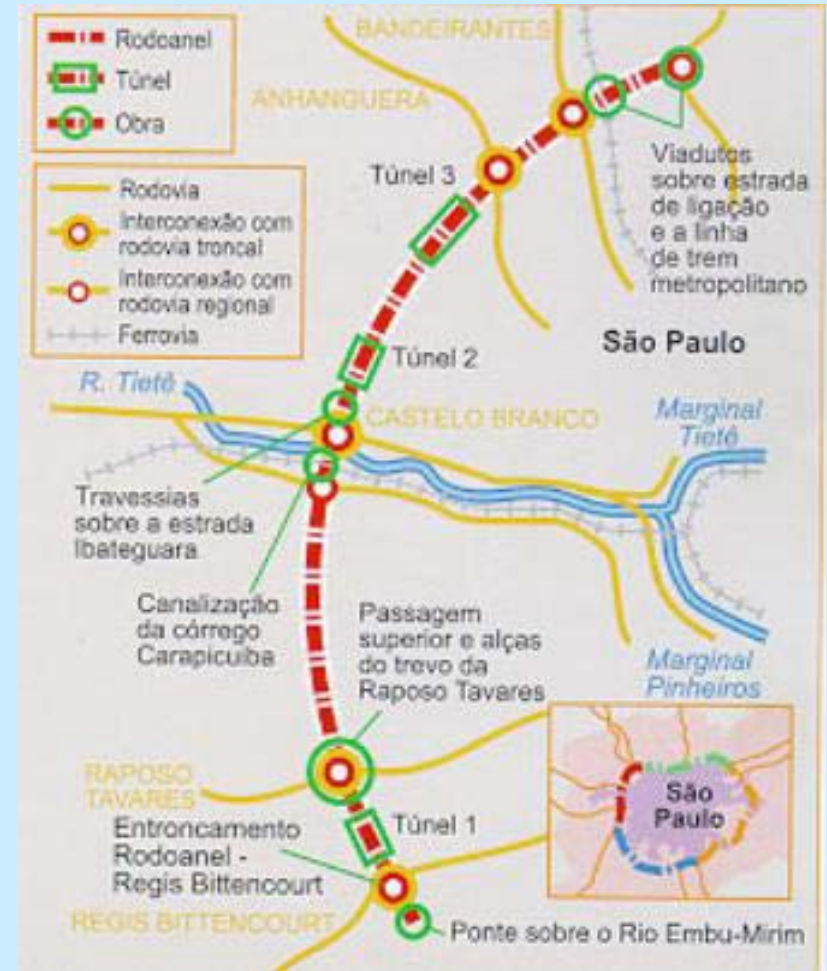 Rodoanel
Túnel
Obra
Rodovia
Interconexão com
rodovia troncal
Interconexão com
rodovia regional
Ferrovia
BANDEIRANTES
ANHANGUERA
Túnel 3
Viadutos
sobre estrada
de ligação
e a linha
de trem
metropolitano
São Paulo
Túnel 2
R. Tietê
CASTELO BRANCO
Marginal
Tietê
Travessias
sobre a estrada
Ibateguara
Canalização
da córrego
Carapicuiba
Passagem
superior e alças
do trevo da
Raposo Tavares
Marginal
Pinheiros
RAPOSO
TAVARES
Túnel 1
Entroncamento
Rodoanel -
Regis Bittencourt
São
Paulo
REGIS BITTENCOURT
Ponte sobre o Rio Embu-Mirim